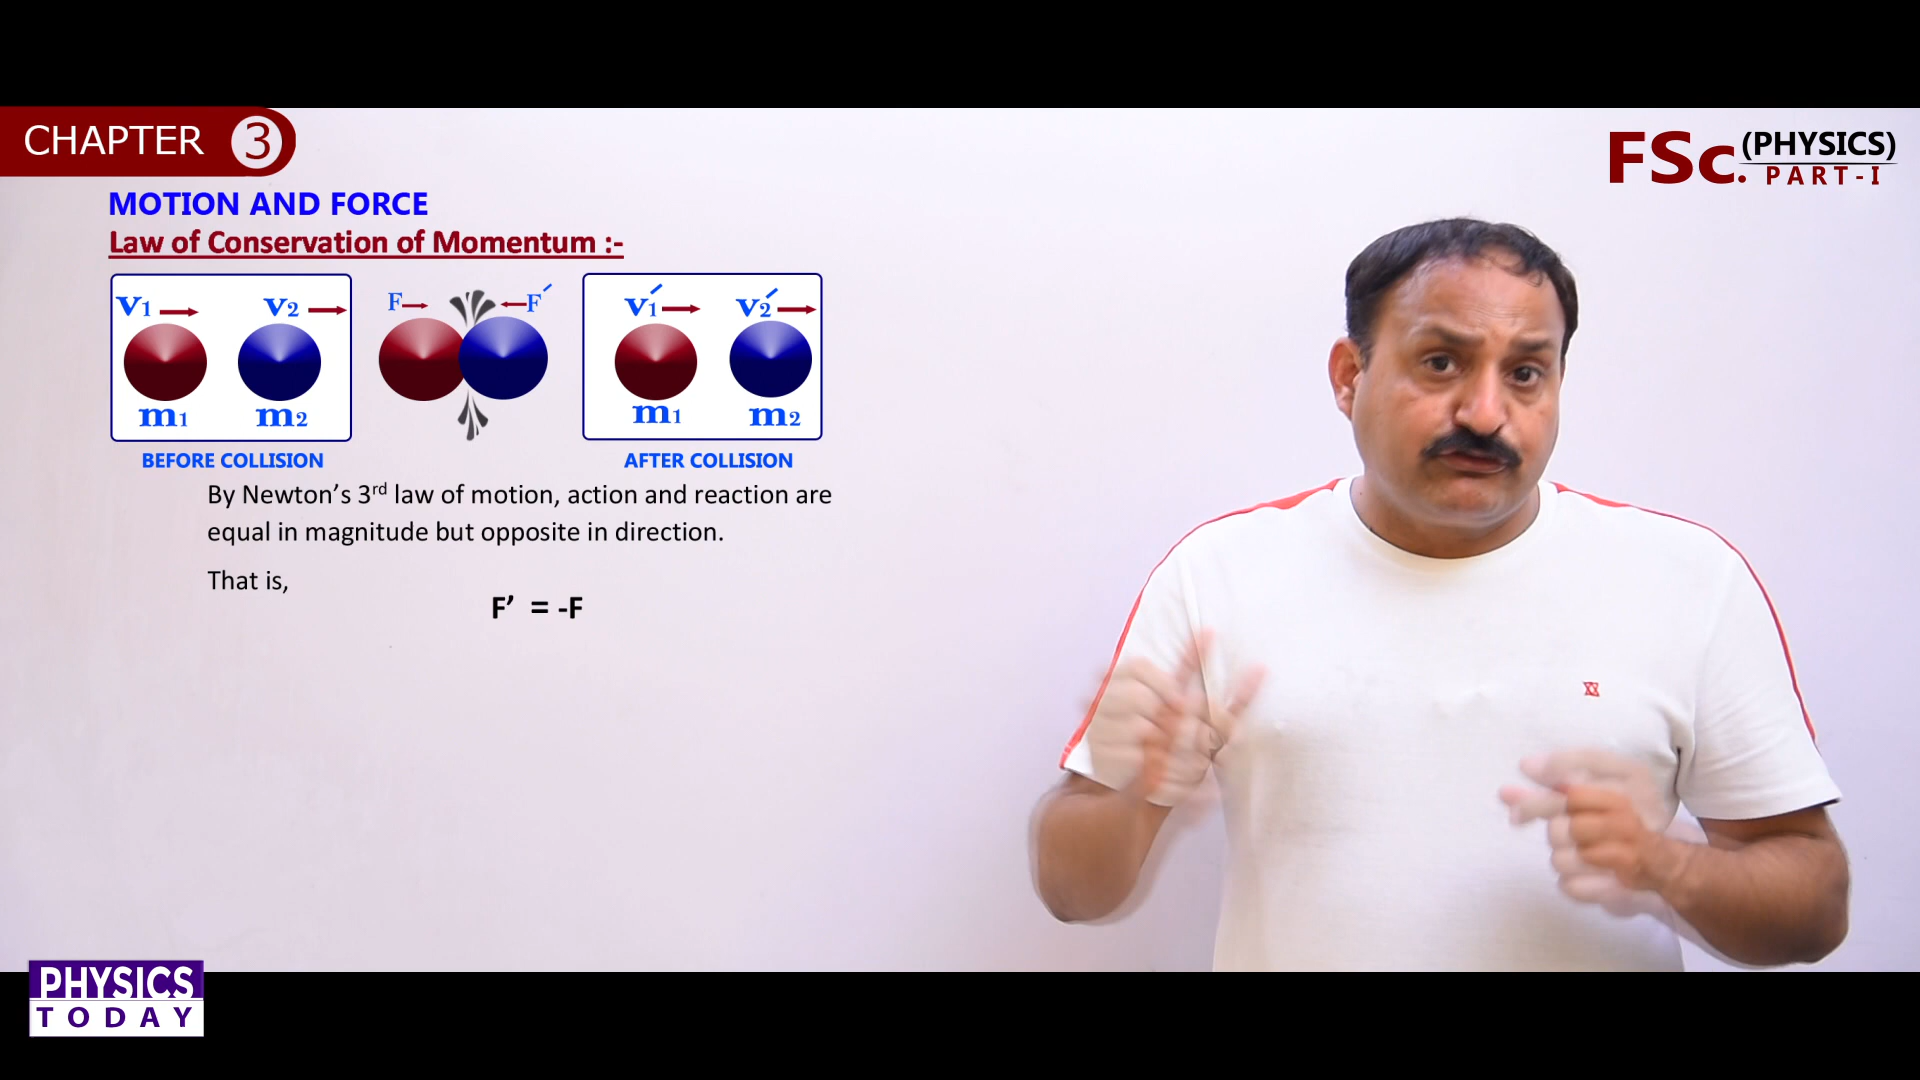 CHAPTER 3
FSc. (PHYSICS)
PART-I
MOTION AND FORCE
Law of Conservation of Momentum :-
v1 v2
F F´
v´1 v´2
m1 m2
m1 m2
BEFORE COLLISION
AFTER COLLISION
By Newton’s 3rd law of motion, action and reaction are
equal in magnitude but opposite in direction.
That is,
F’ = -F
PHYSICS
TODAY